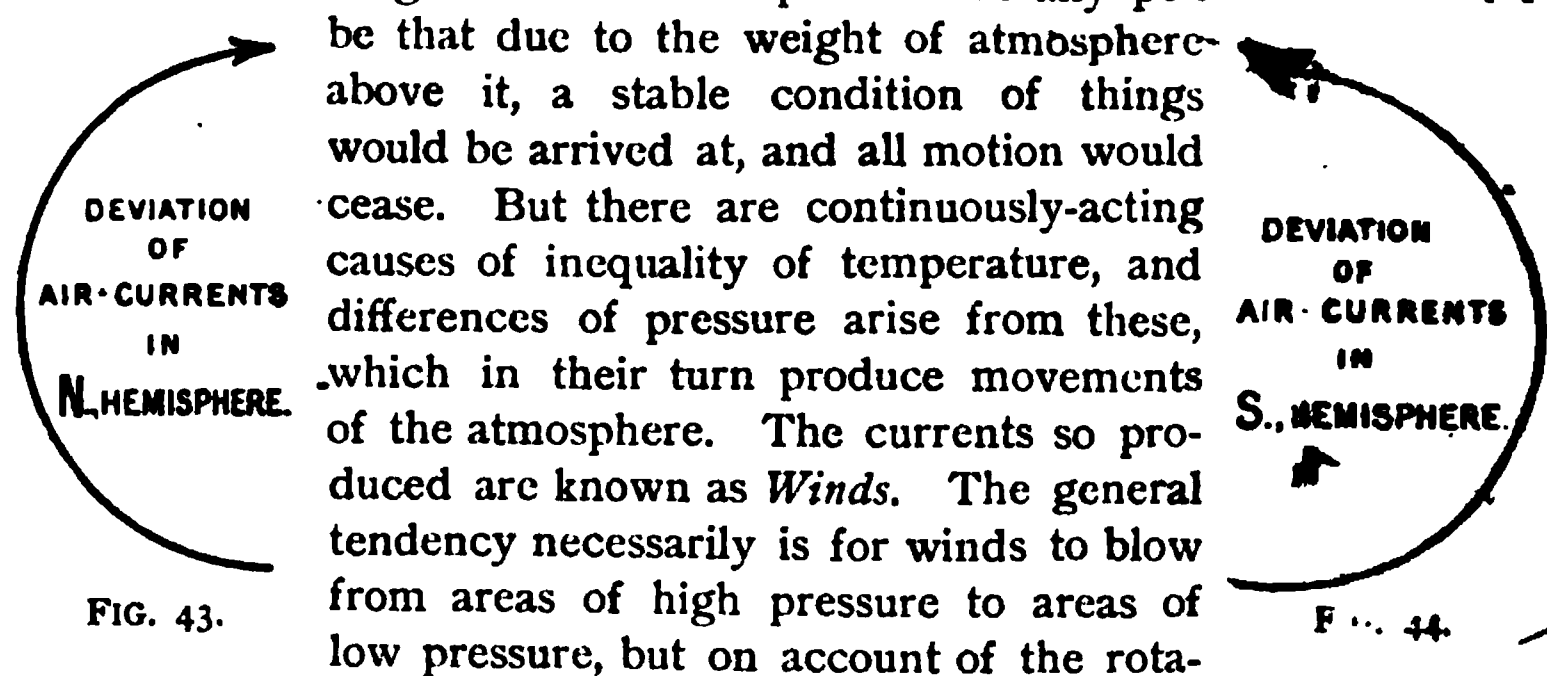 be that due to the weight of atmosphere
above it, a stable condition of things
would be arrived at, and all motion would
cease. But there are continuously-acting
causes of inequality of temperature, and
differences of pressure arise from these,
which in their turn produce movements
of the atmosphere. The currents so pro-
duced are known as Winds. The general
tendency necessarily is for winds to blow
from areas of high pressure to areas of
low pressure, but on account of the rota-
DEVIATION
OF
AIR-CURRENTS
IN
N., HEMISPHERE.
FIG. 43.
DEVIATION
OF
AIR-CURRENTS
IN
S., HEMISPHERE.
44.